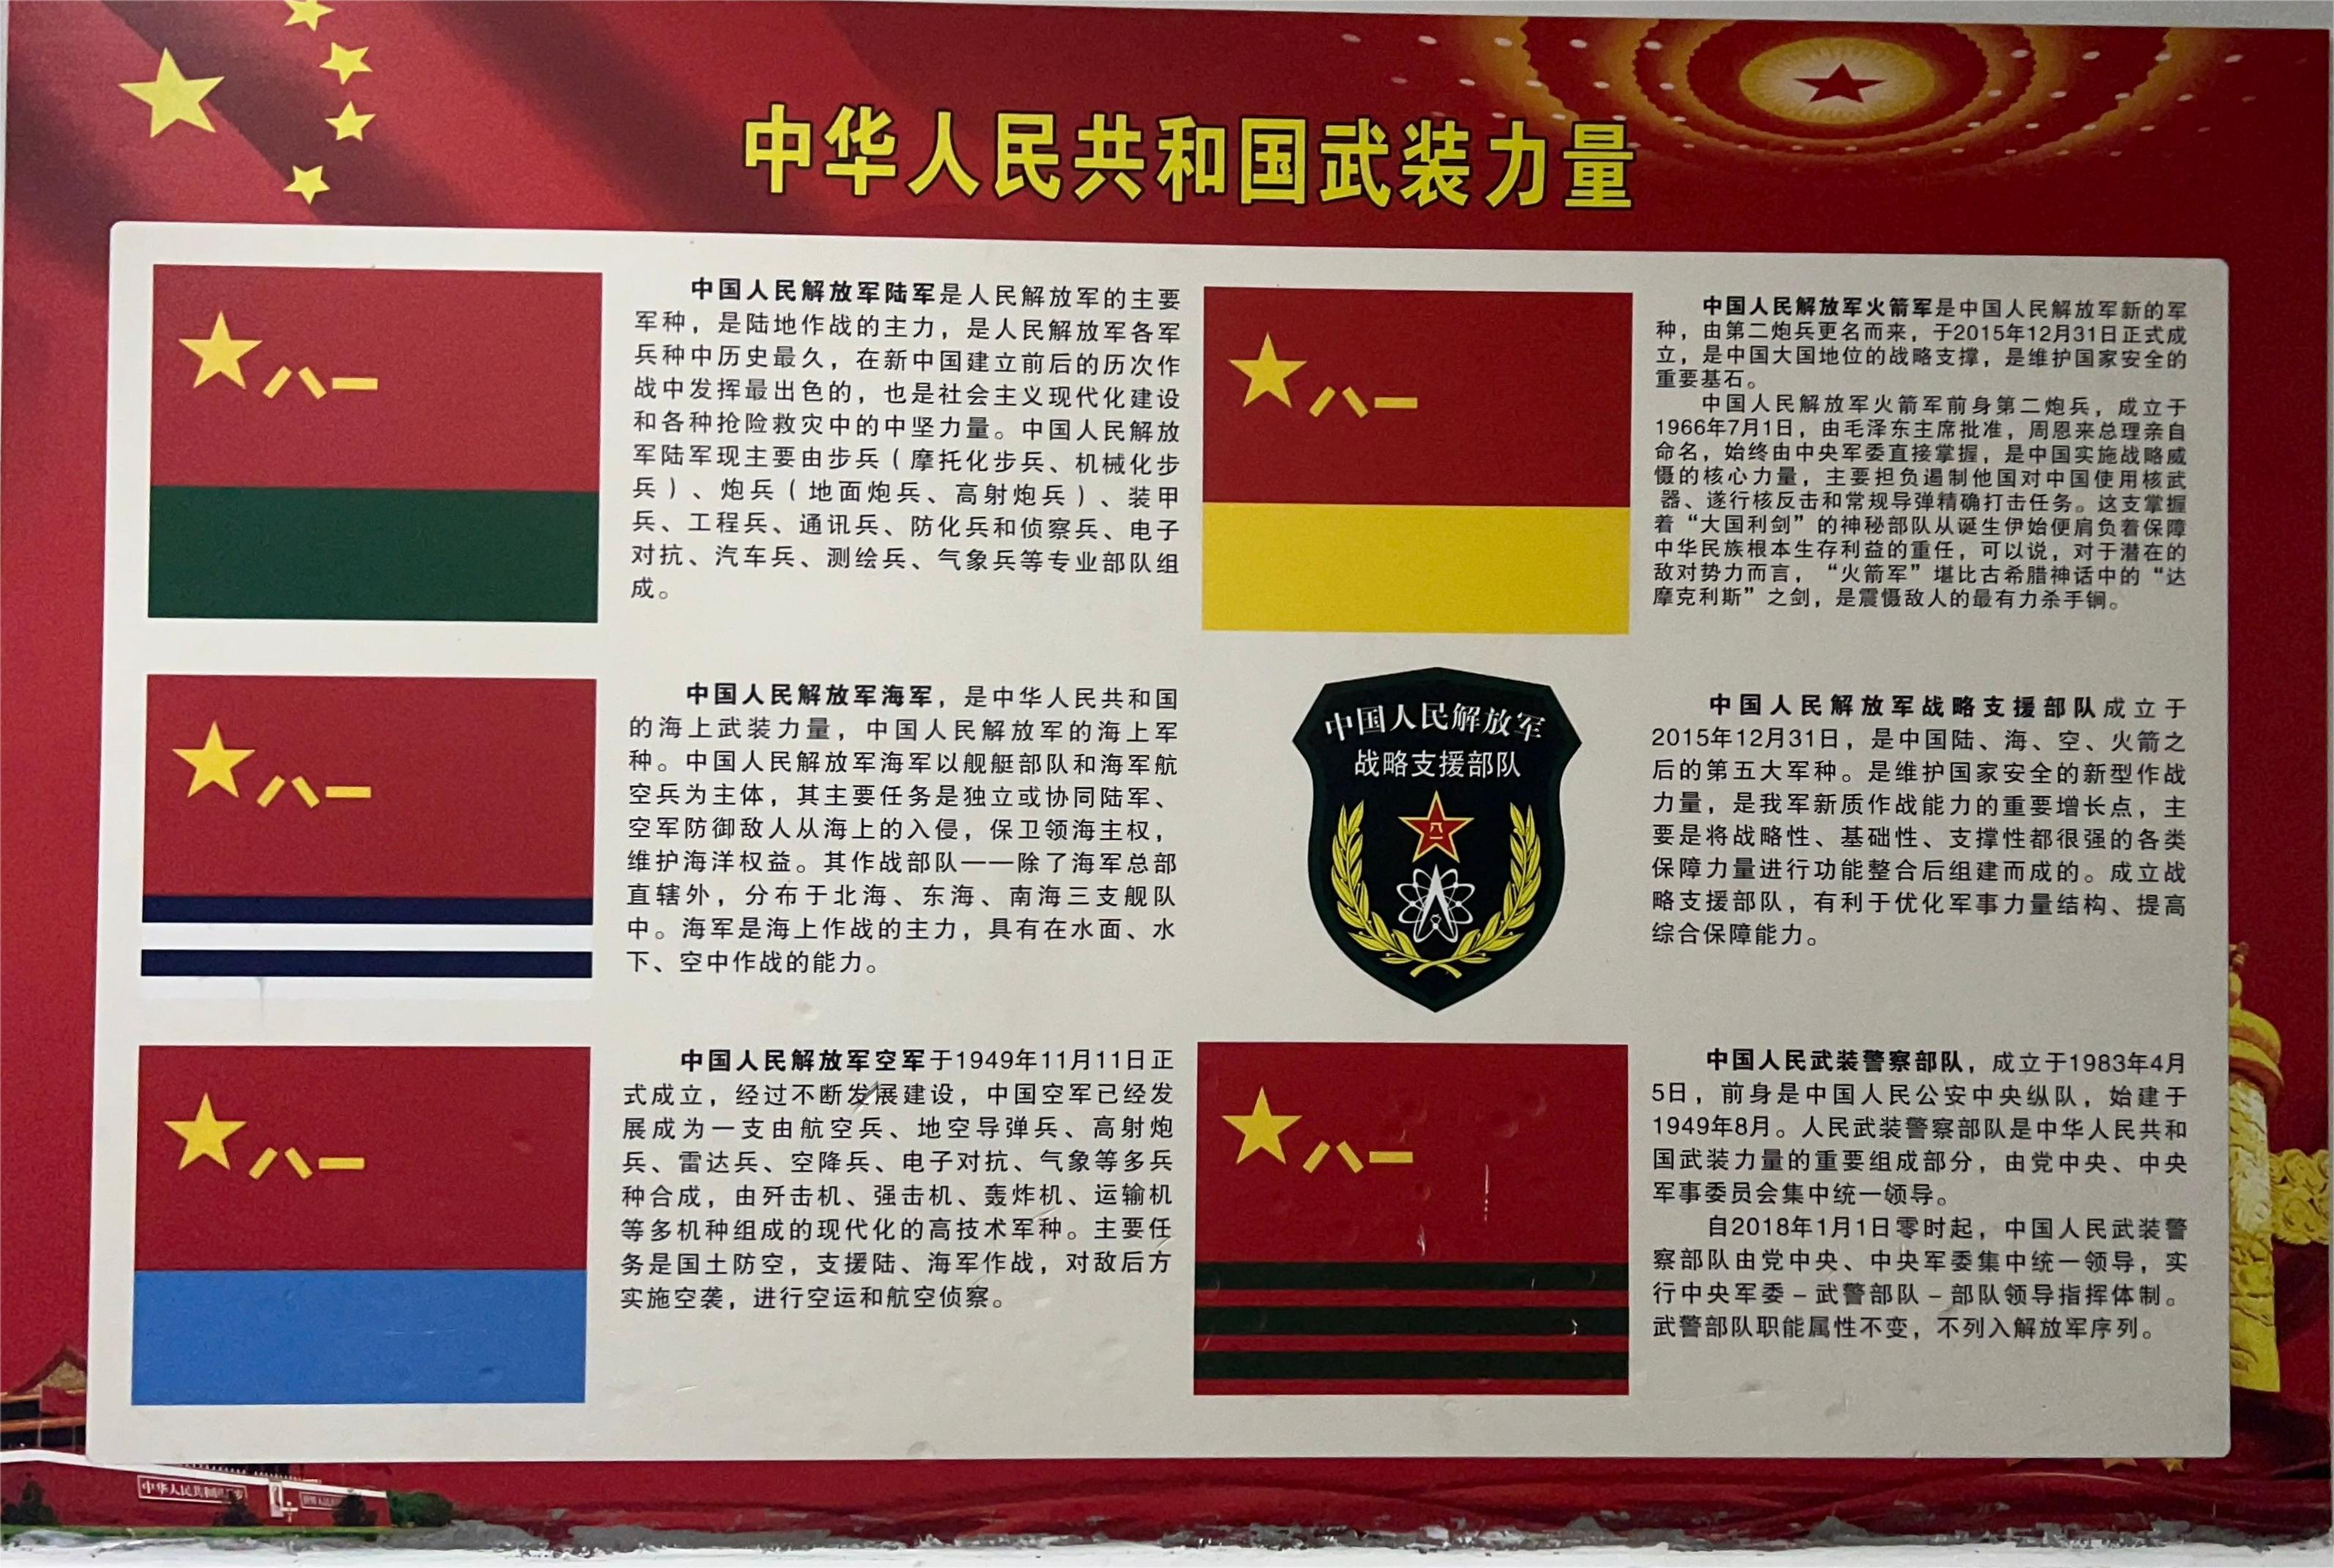 中华人民共和国武装力量
八一
中国人民解放军陆军是人民解放军的主要
军种，是陆地作战的主力，是人民解放军各军
兵种中历史最久，在新中国建立前后的历次作
战中发挥最出色的，也是社会主义现代化建设
和各种抢险救灾中的中坚力量。中国人民解放
军陆军现主要由步兵（摩托化步兵、机械化步
兵）、炮兵（地面炮兵、高射炮兵）、装甲
兵、工程兵、通讯兵、防化兵和侦察兵、电子
对抗、汽车兵、测绘兵、气象兵等专业部队组
成。
八一
中国人民解放军海军，是中华人民共和国
的海上武装力量，中国人民解放军的海上军
种。中国人民解放军海军以舰艇部队和海军航
空兵为主体，其主要任务是独立或协同陆军、
空军防御敌人从海上的入侵，保卫领海主权，
维护海洋权益。其作战部队——除了海军总部
直辖外，分布于北海、东海、南海三支舰队
中。海军是海上作战的主力，具有在水面、水
下、空中作战的能力。
八一
中国人民解放军空军于1949年11月11日正
式成立，经过不断发展建设，中国空军已经发
展成为一支由航空兵、地空导弹兵、高射炮
兵、雷达兵、空降兵、电子对抗、气象等多兵
种合成，由歼击机、强击机、轰炸机、运输机
等多机种组成的现代化的高技术军种。主要任
务是国土防空，支援陆、海军作战，对敌后方
实施空袭，进行空运和航空侦察。
八一
中国人民解放军火箭军是中国人民解放军新的军
种，由第二炮兵更名而来，于2015年12月31日正式成
立，是中国大国地位的战略支撑，是维护国家安全的
重要基石。
中国人民解放军火箭军前身第二炮兵，成立于
1966年7月1日，由毛泽东主席批准，周恩来总理亲自
命名，始终由中央军委直接掌握，是中国实施战略威
慑的核心力量，主要担负遏制他国对中国使用核武
器、遂行核反击和常规导弹精确打击任务。这支掌握
着“大国利剑”的神秘部队从诞生伊始便肩负着保障
中华民族根本生存利益的重任，可以说，对于潜在的
敌对势力而言，“火箭军”堪比古希腊神话中的“达
摩克利斯”之剑，是震慑敌人的最有力杀手锏。
中国人民解放军
战略支援部队
八一
中国人民解放军战略支援部队成立于
2015年12月31日，是中国陆、海、空、火箭之
后的第五大军种。是维护国家安全的新型作战
力量，是我军新质作战能力的重要增长点，主
要是将战略性、基础性、支撑性都很强的各类
保障力量进行功能整合后组建而成的。成立战
略支援部队，有利于优化军事力量结构、提高
综合保障能力。
八一
中国人民武装警察部队，成立于1983年4月
5日，前身是中国人民公安中央纵队，始建于
1949年8月。人民武装警察部队是中华人民共和
国武装力量的重要组成部分，由党中央、中央
军事委员会集中统一领导。
自2018年1月1日零时起，中国人民武装警
察部队由党中央、中央军委集中统一领导，实
行中央军委－武警部队－部队领导指挥体制。
武警部队职能属性不变，不列入解放军序列。
中华人民共和国